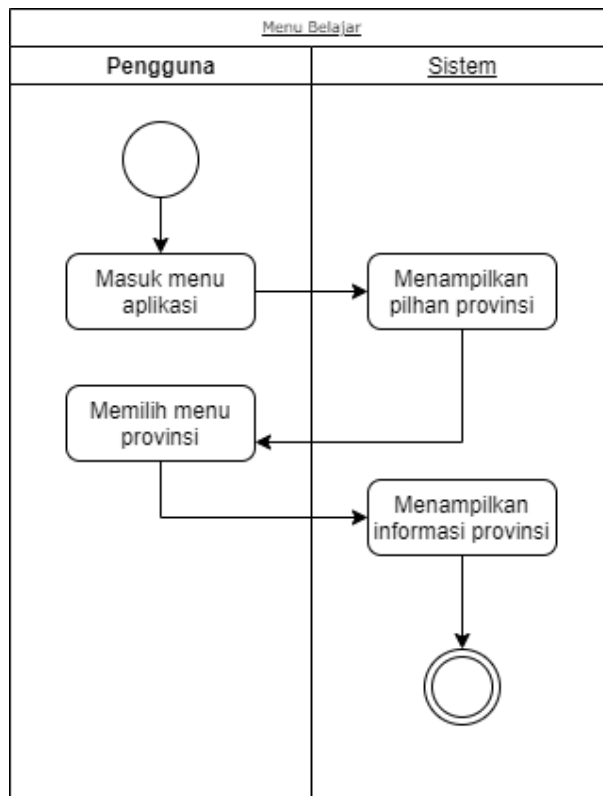 Menu Belajar
Pengguna
Sistem
Masuk menu
aplikasi
Menampilkan
pilhan provinsi
Memilih menu
provinsi
Menampilkan
informasi provinsi